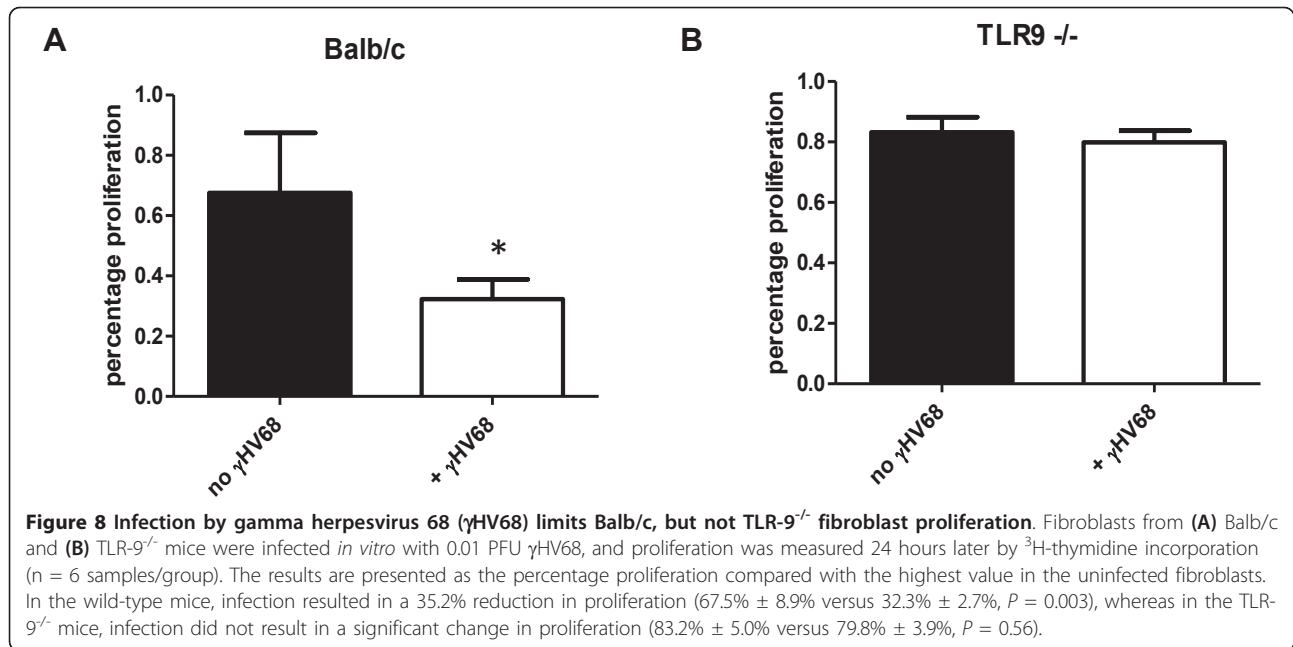 A
Balb/c
percentage proliferation
1.0
0.8
0.6
0.4
0.2
0.0
*
no γHV68
+ γHV68
B
TLR9 -/-
percentage proliferation
1.0
0.8
0.6
0.4
0.2
0.0
no γHV68
+ γHV68
Figure 8 Infection by gamma herpesvirus 68 (γHV68) limits Balb/c, but not TLR-9-/- fibroblast proliferation. Fibroblasts from (A) Balb/c
and (B) TLR-9-/- mice were infected in vitro with 0.01 PFU γHV68, and proliferation was measured 24 hours later by 3H-thymidine incorporation
(n = 6 samples/group). The results are presented as the percentage proliferation compared with the highest value in the uninfected fibroblasts.
In the wild-type mice, infection resulted in a 35.2% reduction in proliferation (67.5% ± 8.9% versus 32.3% ± 2.7%, P = 0.003), whereas in the TLR-
9-/- mice, infection did not result in a significant change in proliferation (83.2% ± 5.0% versus 79.8% ± 3.9%, P = 0.56).